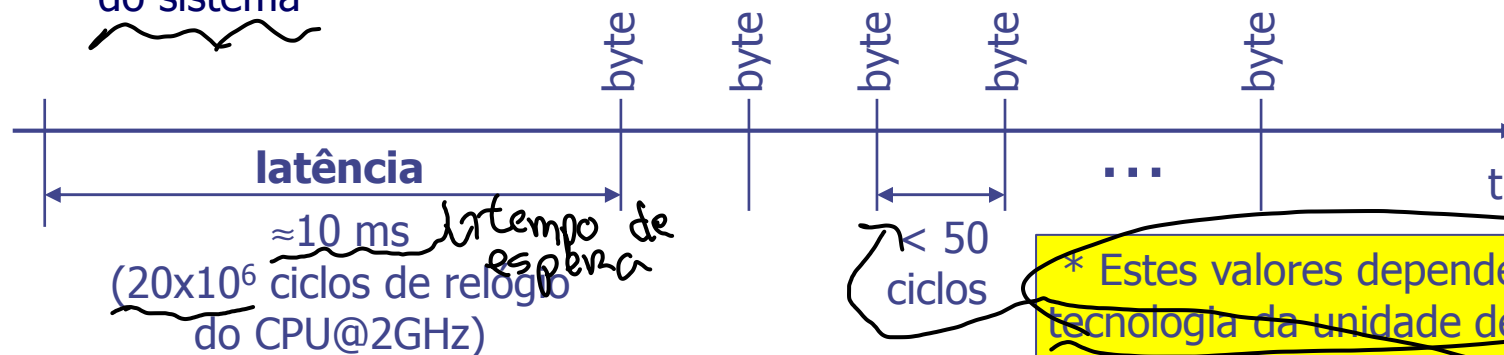 do sistema
byte
byte
byte
byte
byte
latência
...
t
≈10 ms
tempo de
espera
(20x10⁶ ciclos de relógio
do CPU@2GHz)
< 50
ciclos
* Estes valores depende
tecnologia da unidade de